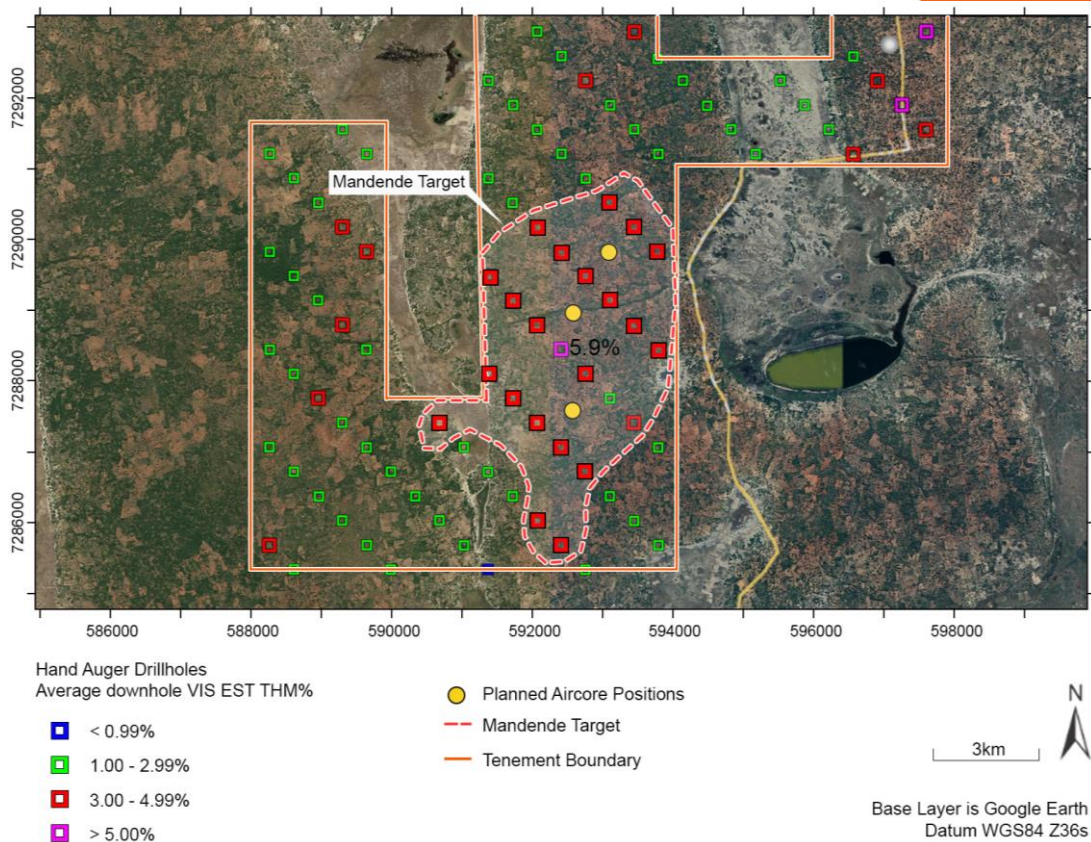 7292000
7290000
7288000
7286000
Mandende Target
5.9%
586000 588000 590000 592000 594000 596000 598000
Hand Auger Drillholes
Average downhole VIS EST THM%
< 0.99%
1.00 - 2.99%
3.00 - 4.99%
> 5.00%
Planned Aircore Positions
Mandende Target
Tenement Boundary
N
3km
Base Layer is Google Earth
Datum WGS84 Z36s